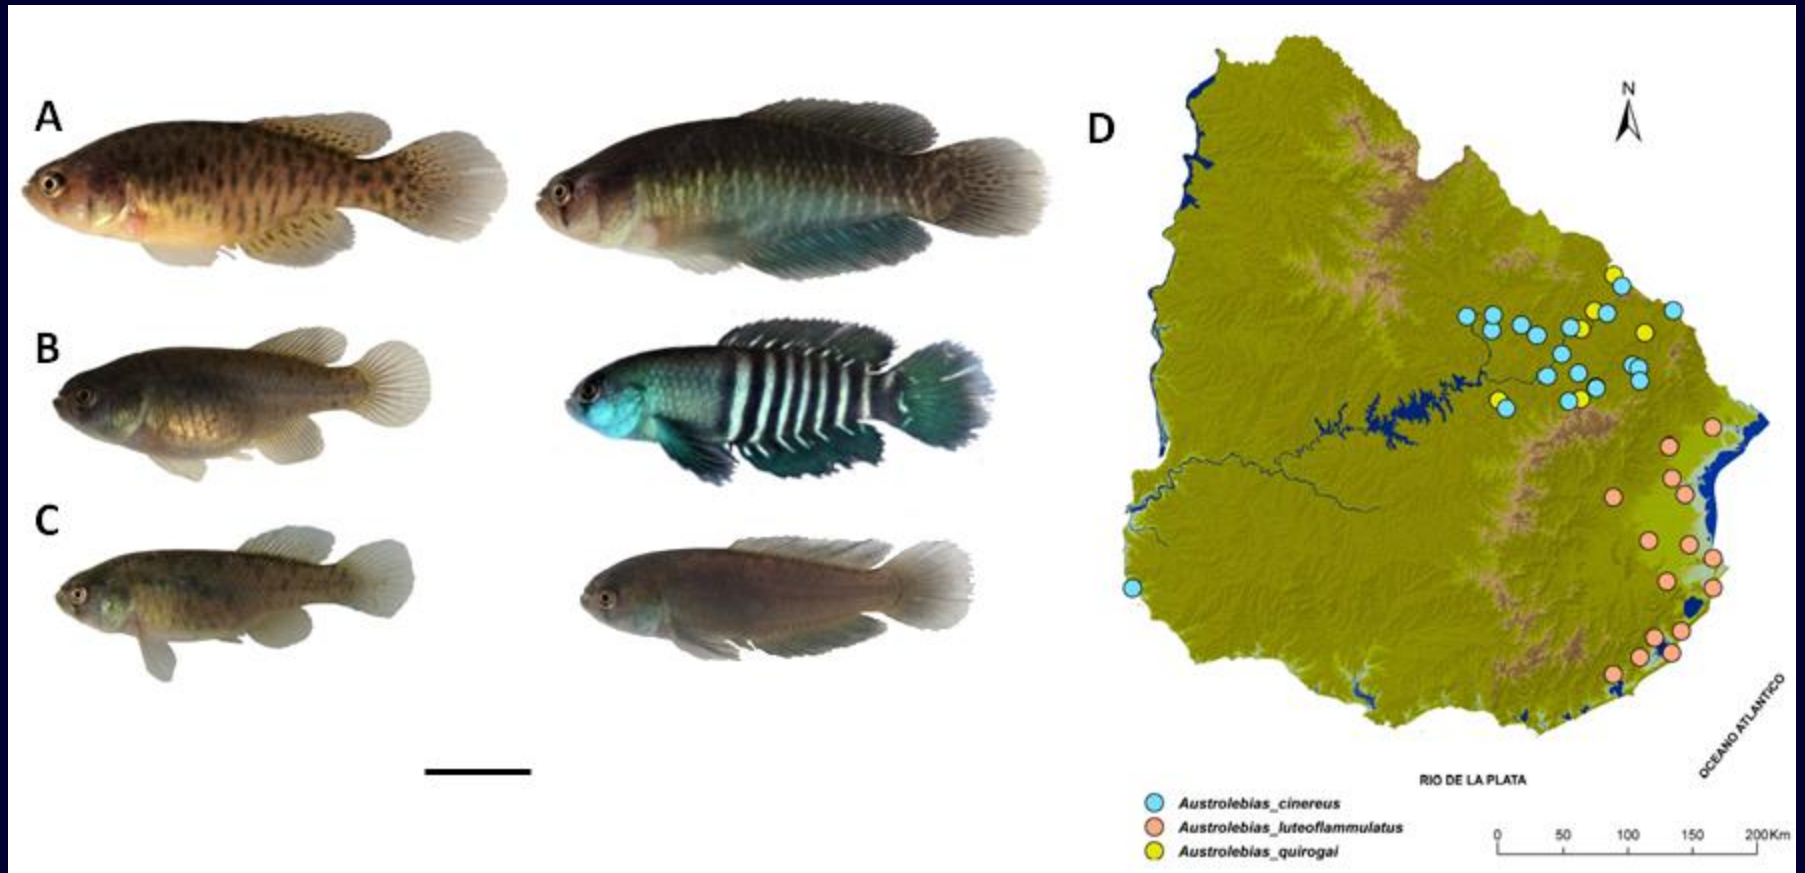 A
B
C
D
N
OCEANO ATLANTICO
RIO DE LA PLATA
Austrolebias_cinereus
Austrolebias_luteoflammulatus
Austrolebias_quirogai
0 50 100 150 200Km